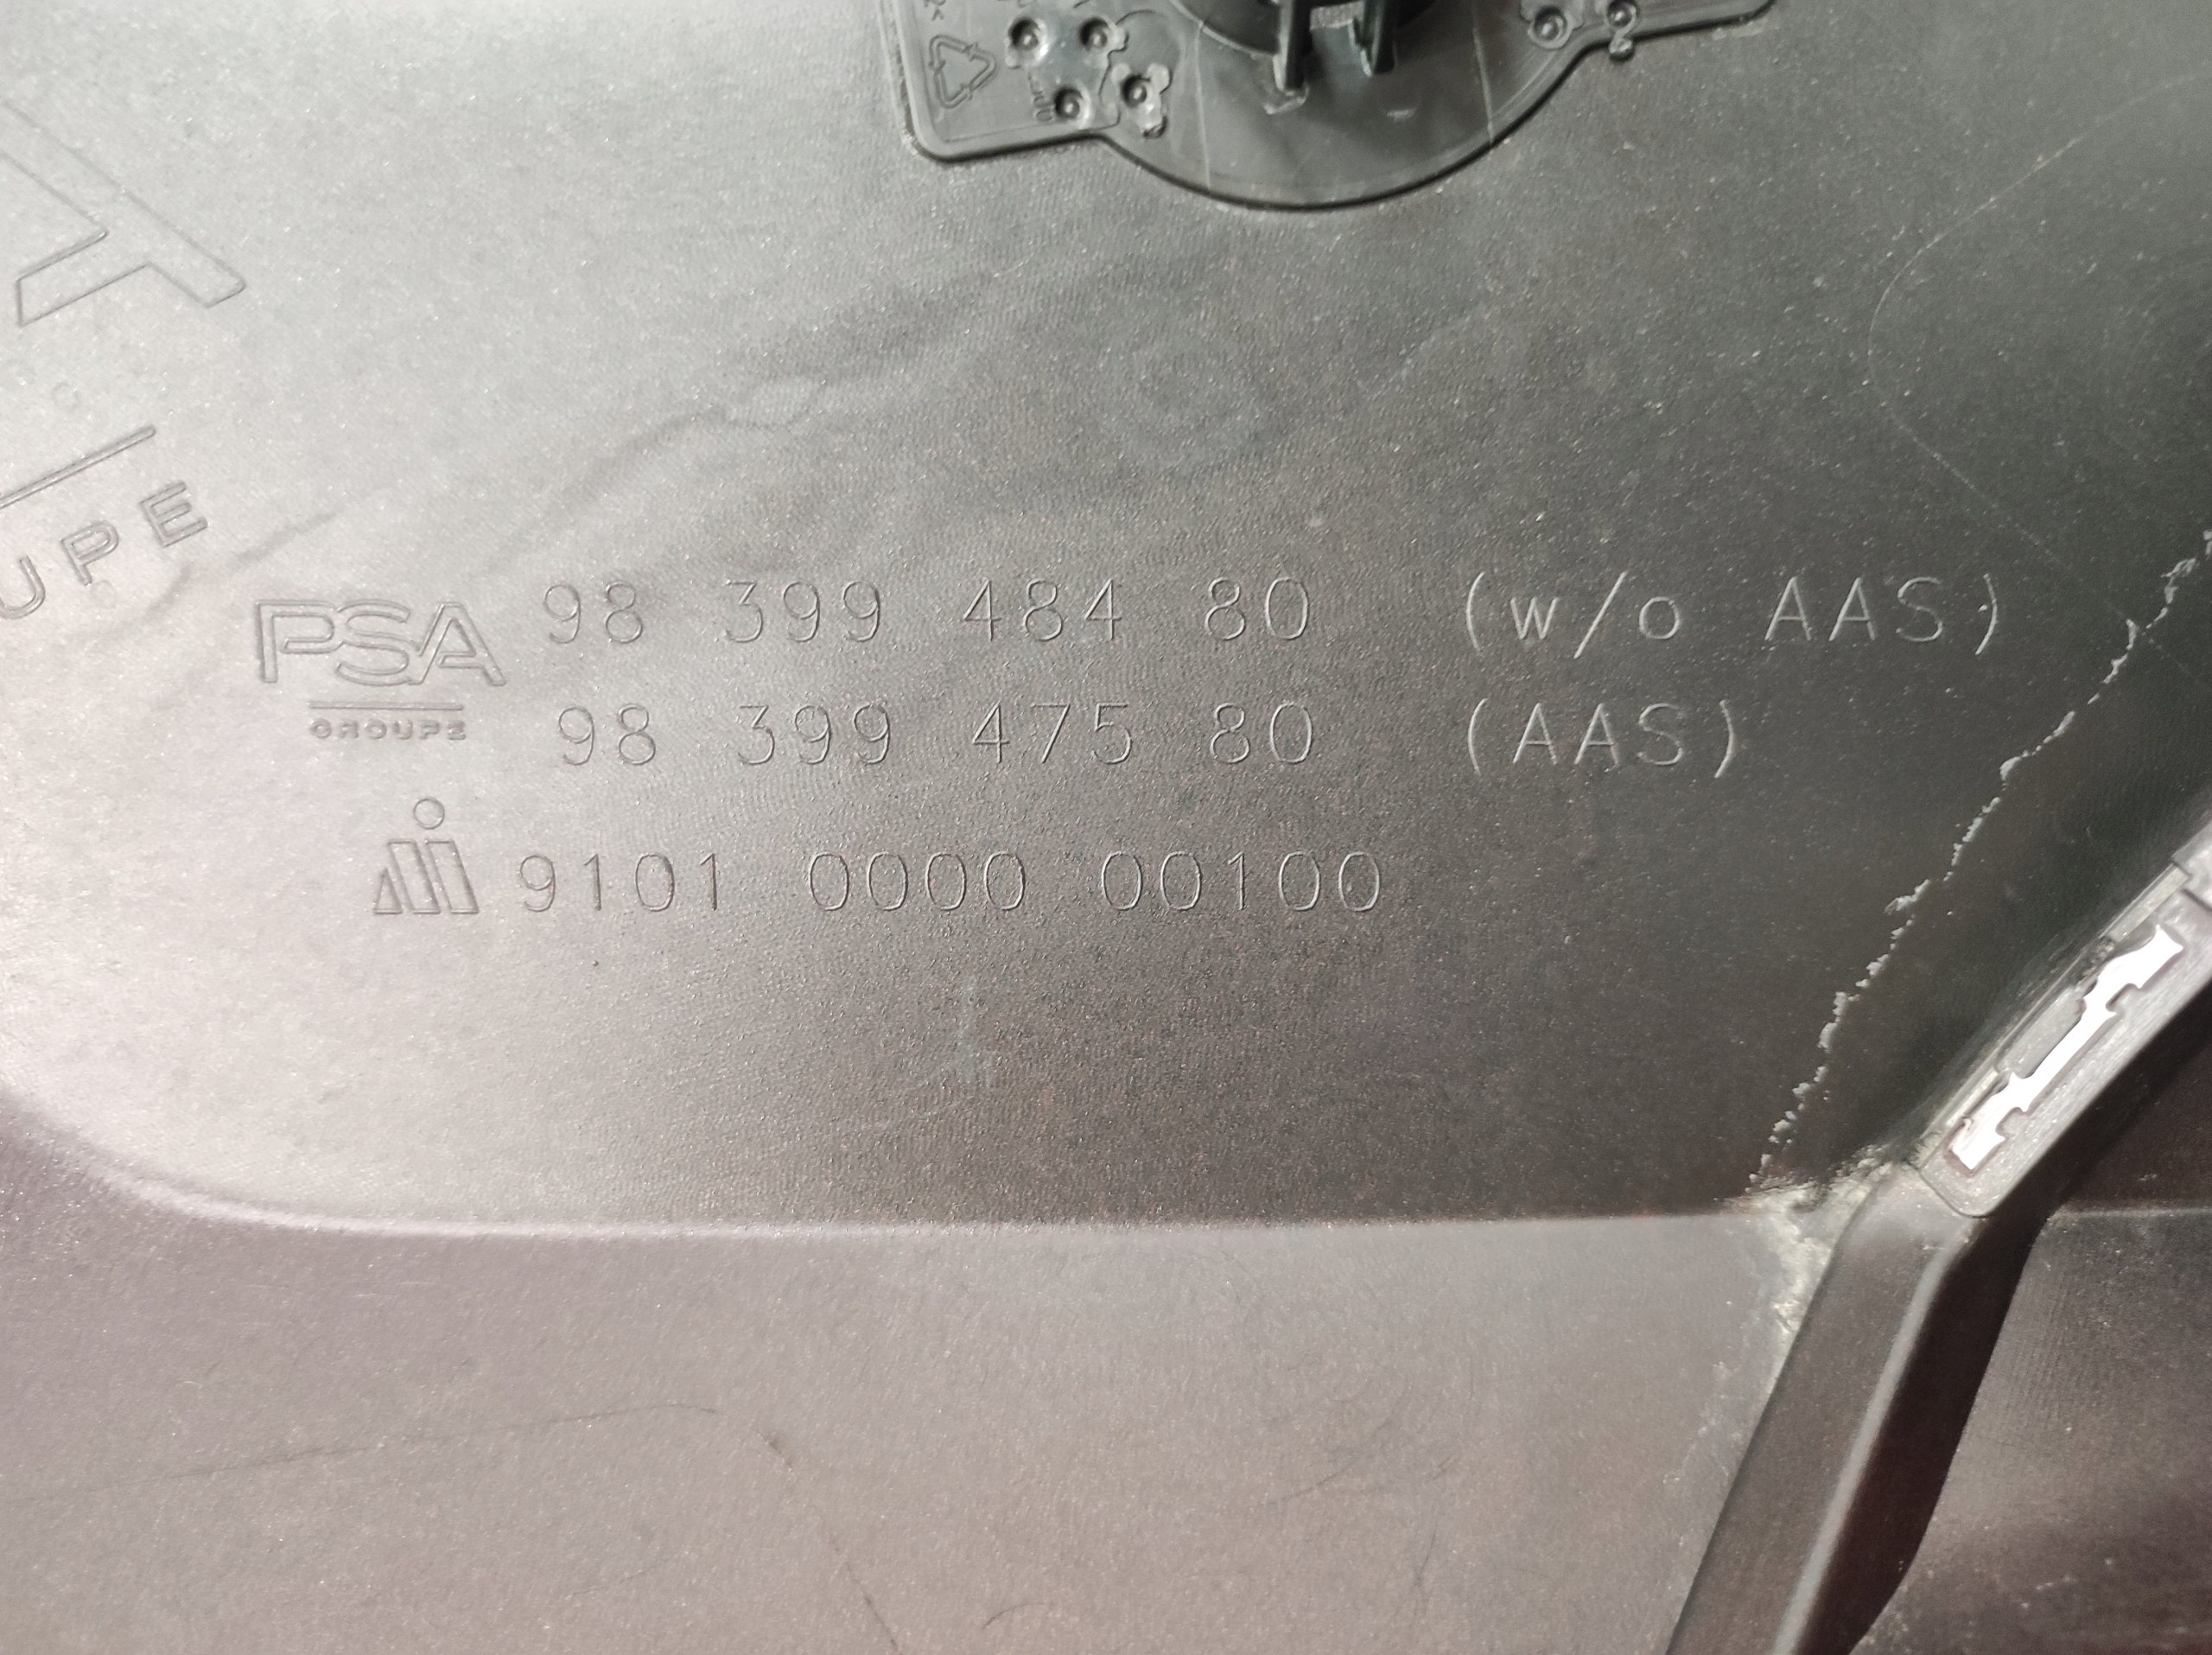 UPE
PSA 98 399 484 80 (w/o AAS)
GROUPE
98 399 475 80 (AAS)
9101 0000 00100